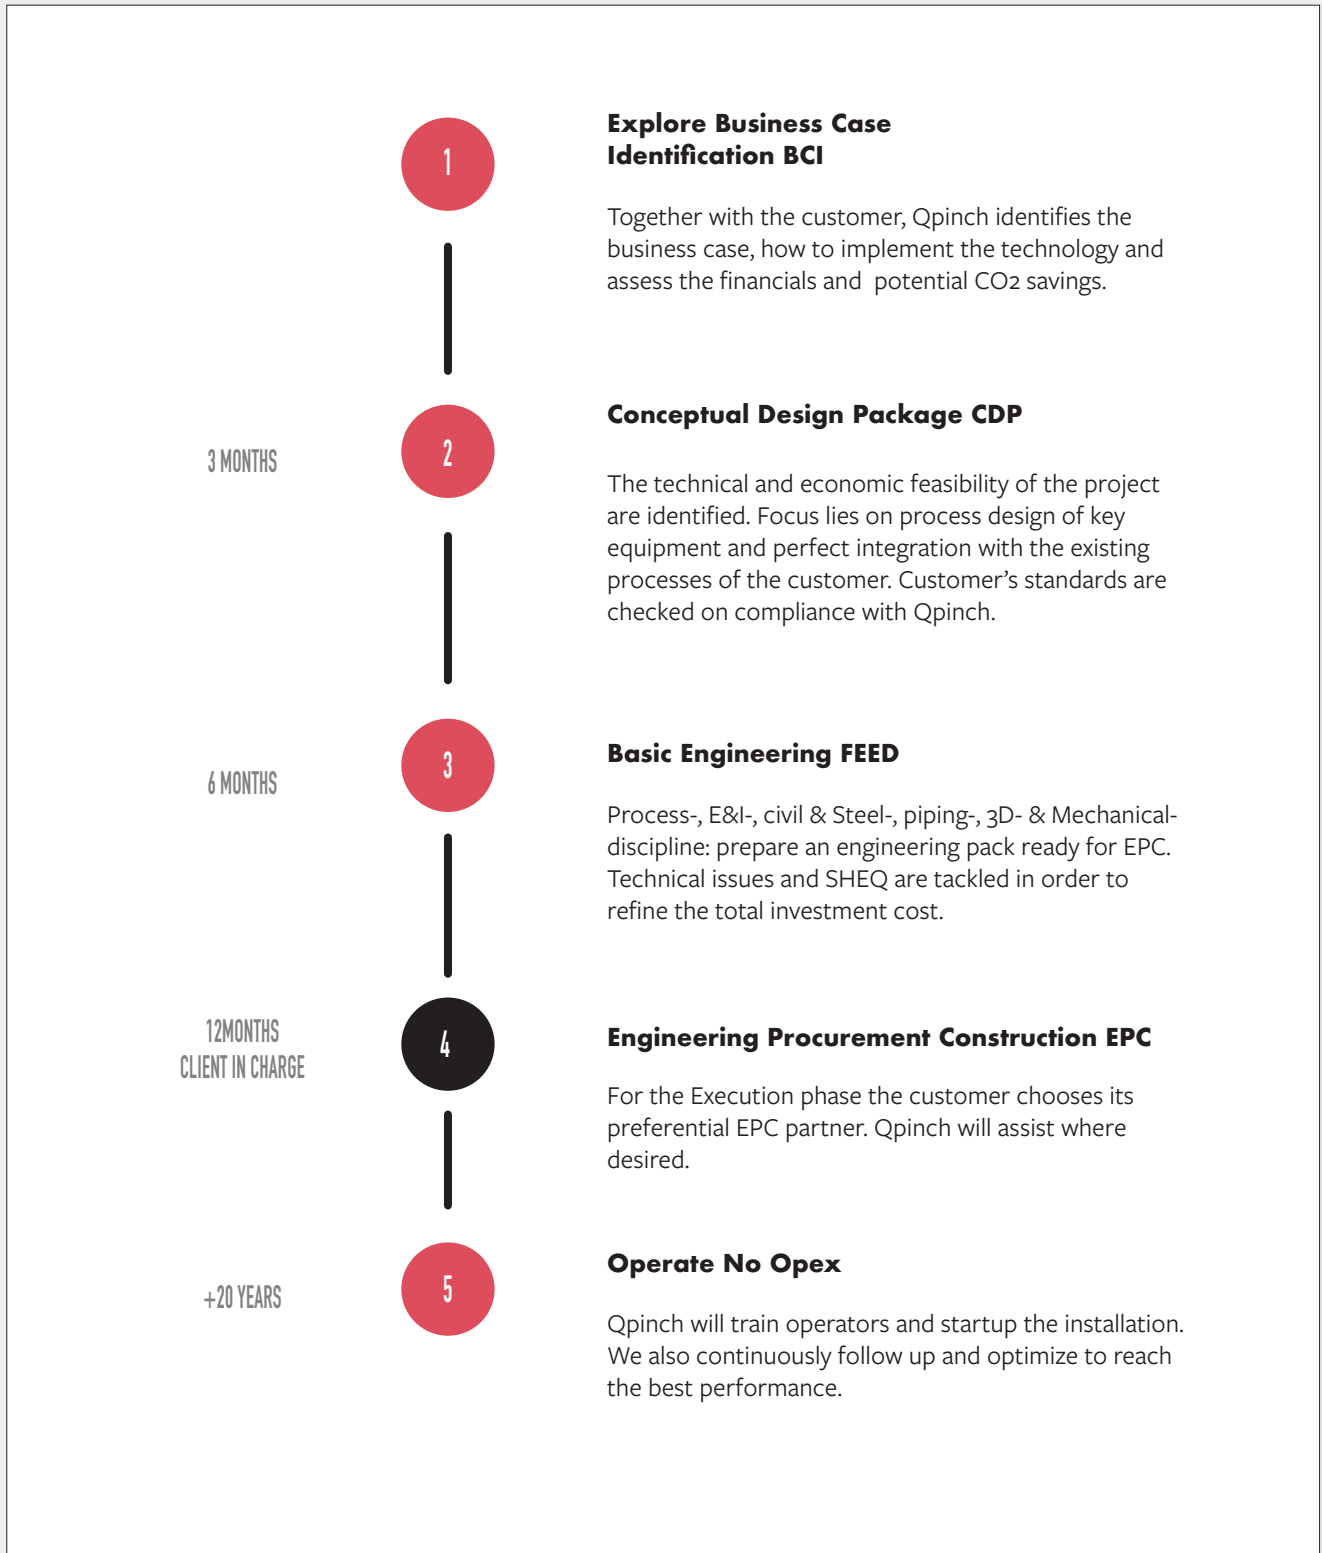 1
Explore Business Case
Identification BCI
Together with the customer, Qpinch identifies the
business case, how to implement the technology and
assess the financials and  potential CO2 savings.
3 MONTHS
2
Conceptual Design Package CDP
The technical and economic feasibility of the project
are identified. Focus lies on process design of key
equipment and perfect integration with the existing
processes of the customer. Customer’s standards are
checked on compliance with Qpinch.
6 MONTHS
3
Basic Engineering FEED
Process-, E&I-, civil & Steel-, piping-, 3D- & Mechanical-
discipline: prepare an engineering pack ready for EPC.
Technical issues and SHEQ are tackled in order to
refine the total investment cost.
12MONTHS
CLIENT IN CHARGE
4
Engineering Procurement Construction EPC
For the Execution phase the customer chooses its
preferential EPC partner. Qpinch will assist where
desired.
+20 YEARS
5
Operate No Opex
Qpinch will train operators and startup the installation.
We also continuously follow up and optimize to reach
the best performance.